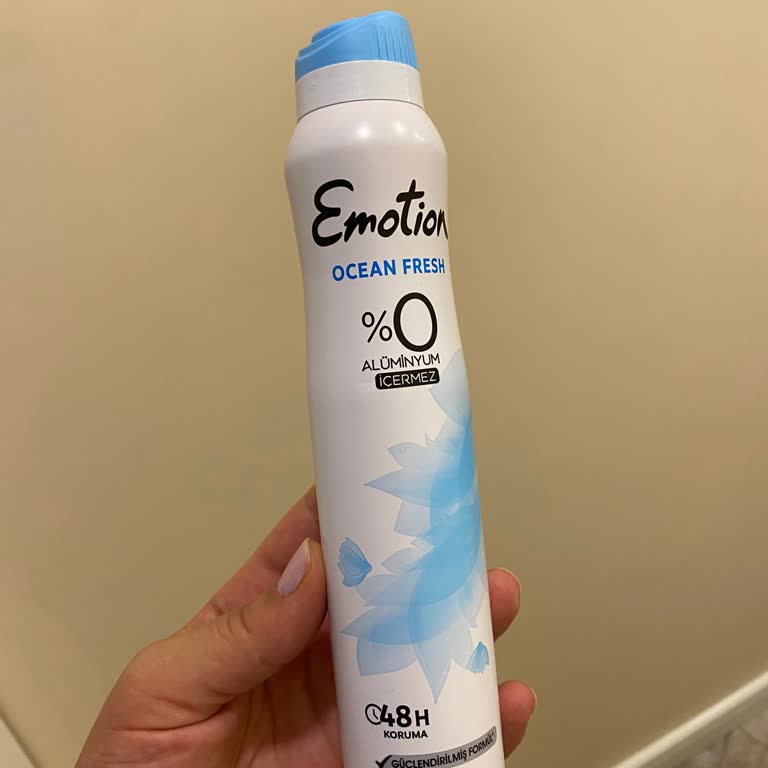 Emotion
OCEAN FRESH
%0
ALÜMİNYUM
İÇERMEZ
48H
KORUMA
GÜÇLENDİRİLMİŞ FORMÜL*